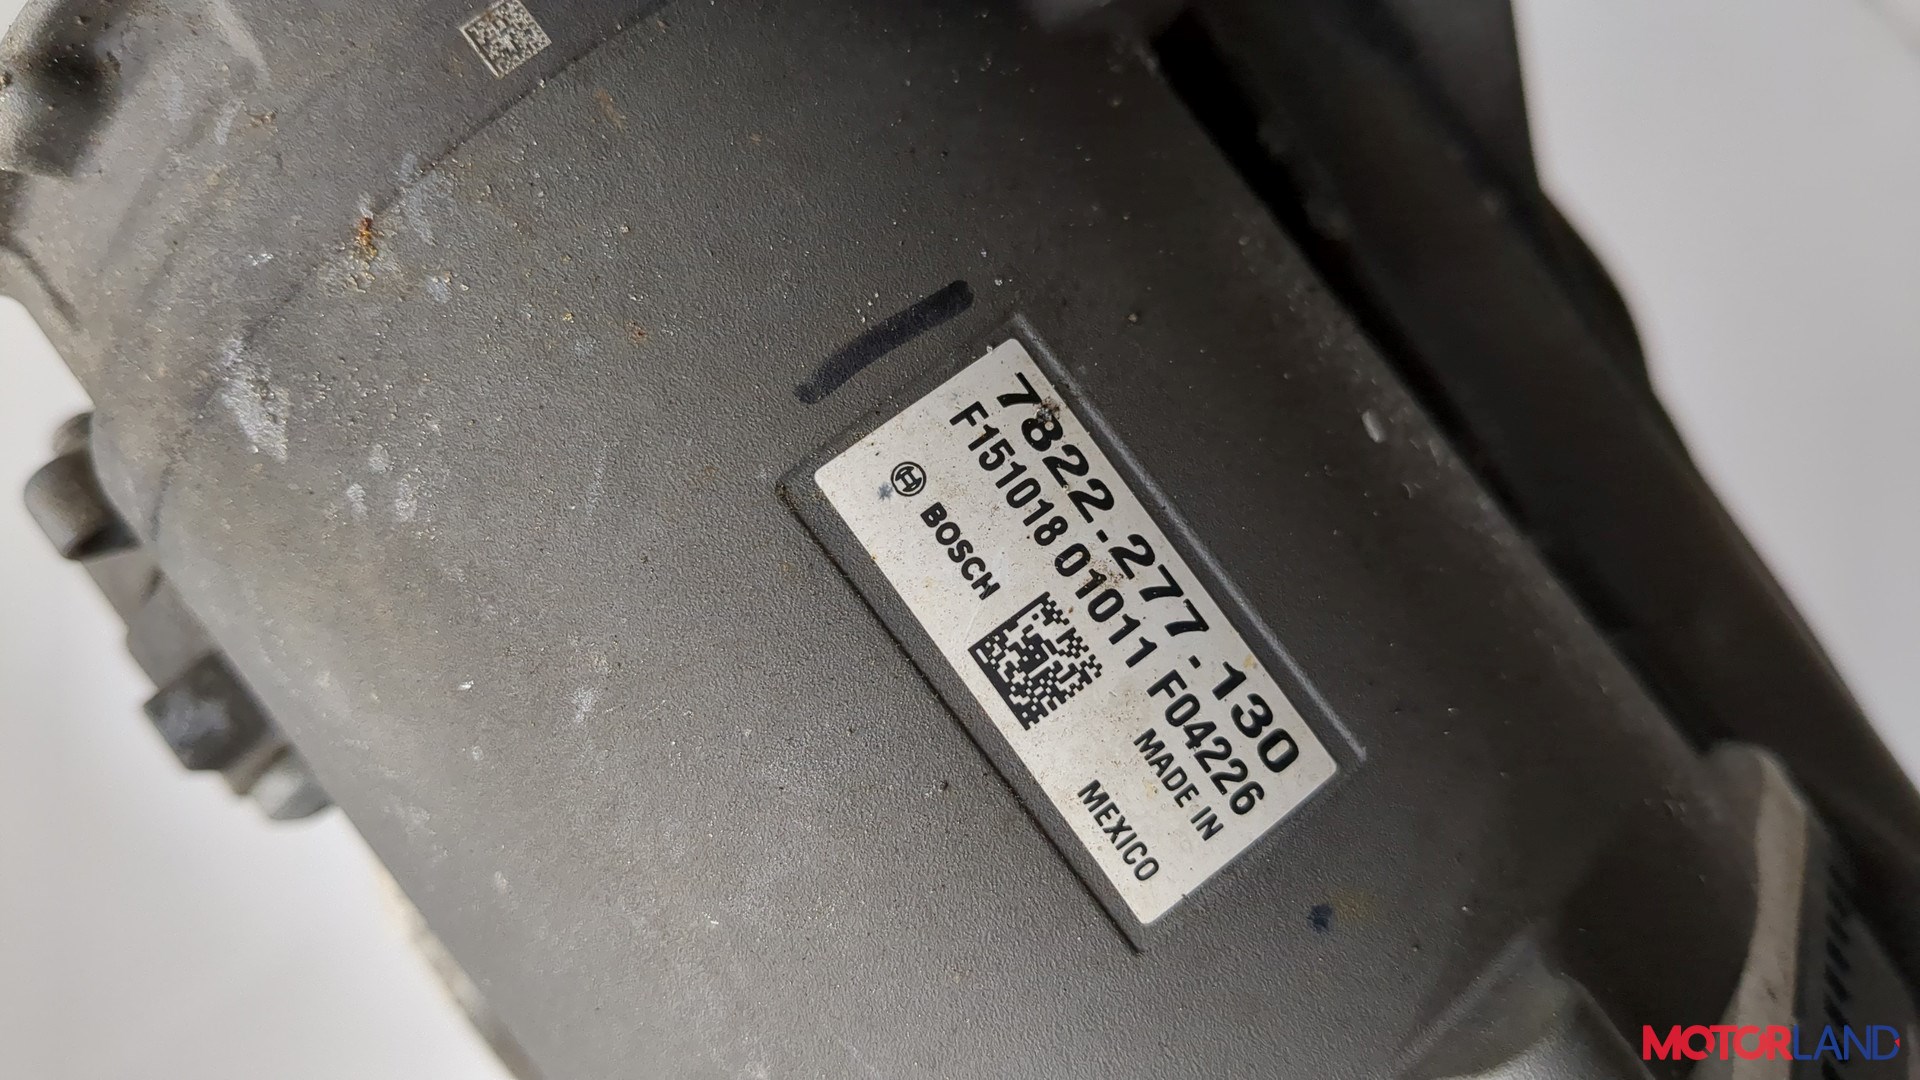 7822-277-130
F151018 01011 F04226
BOSCH
MADE IN
MEXICO
MOTORLAND